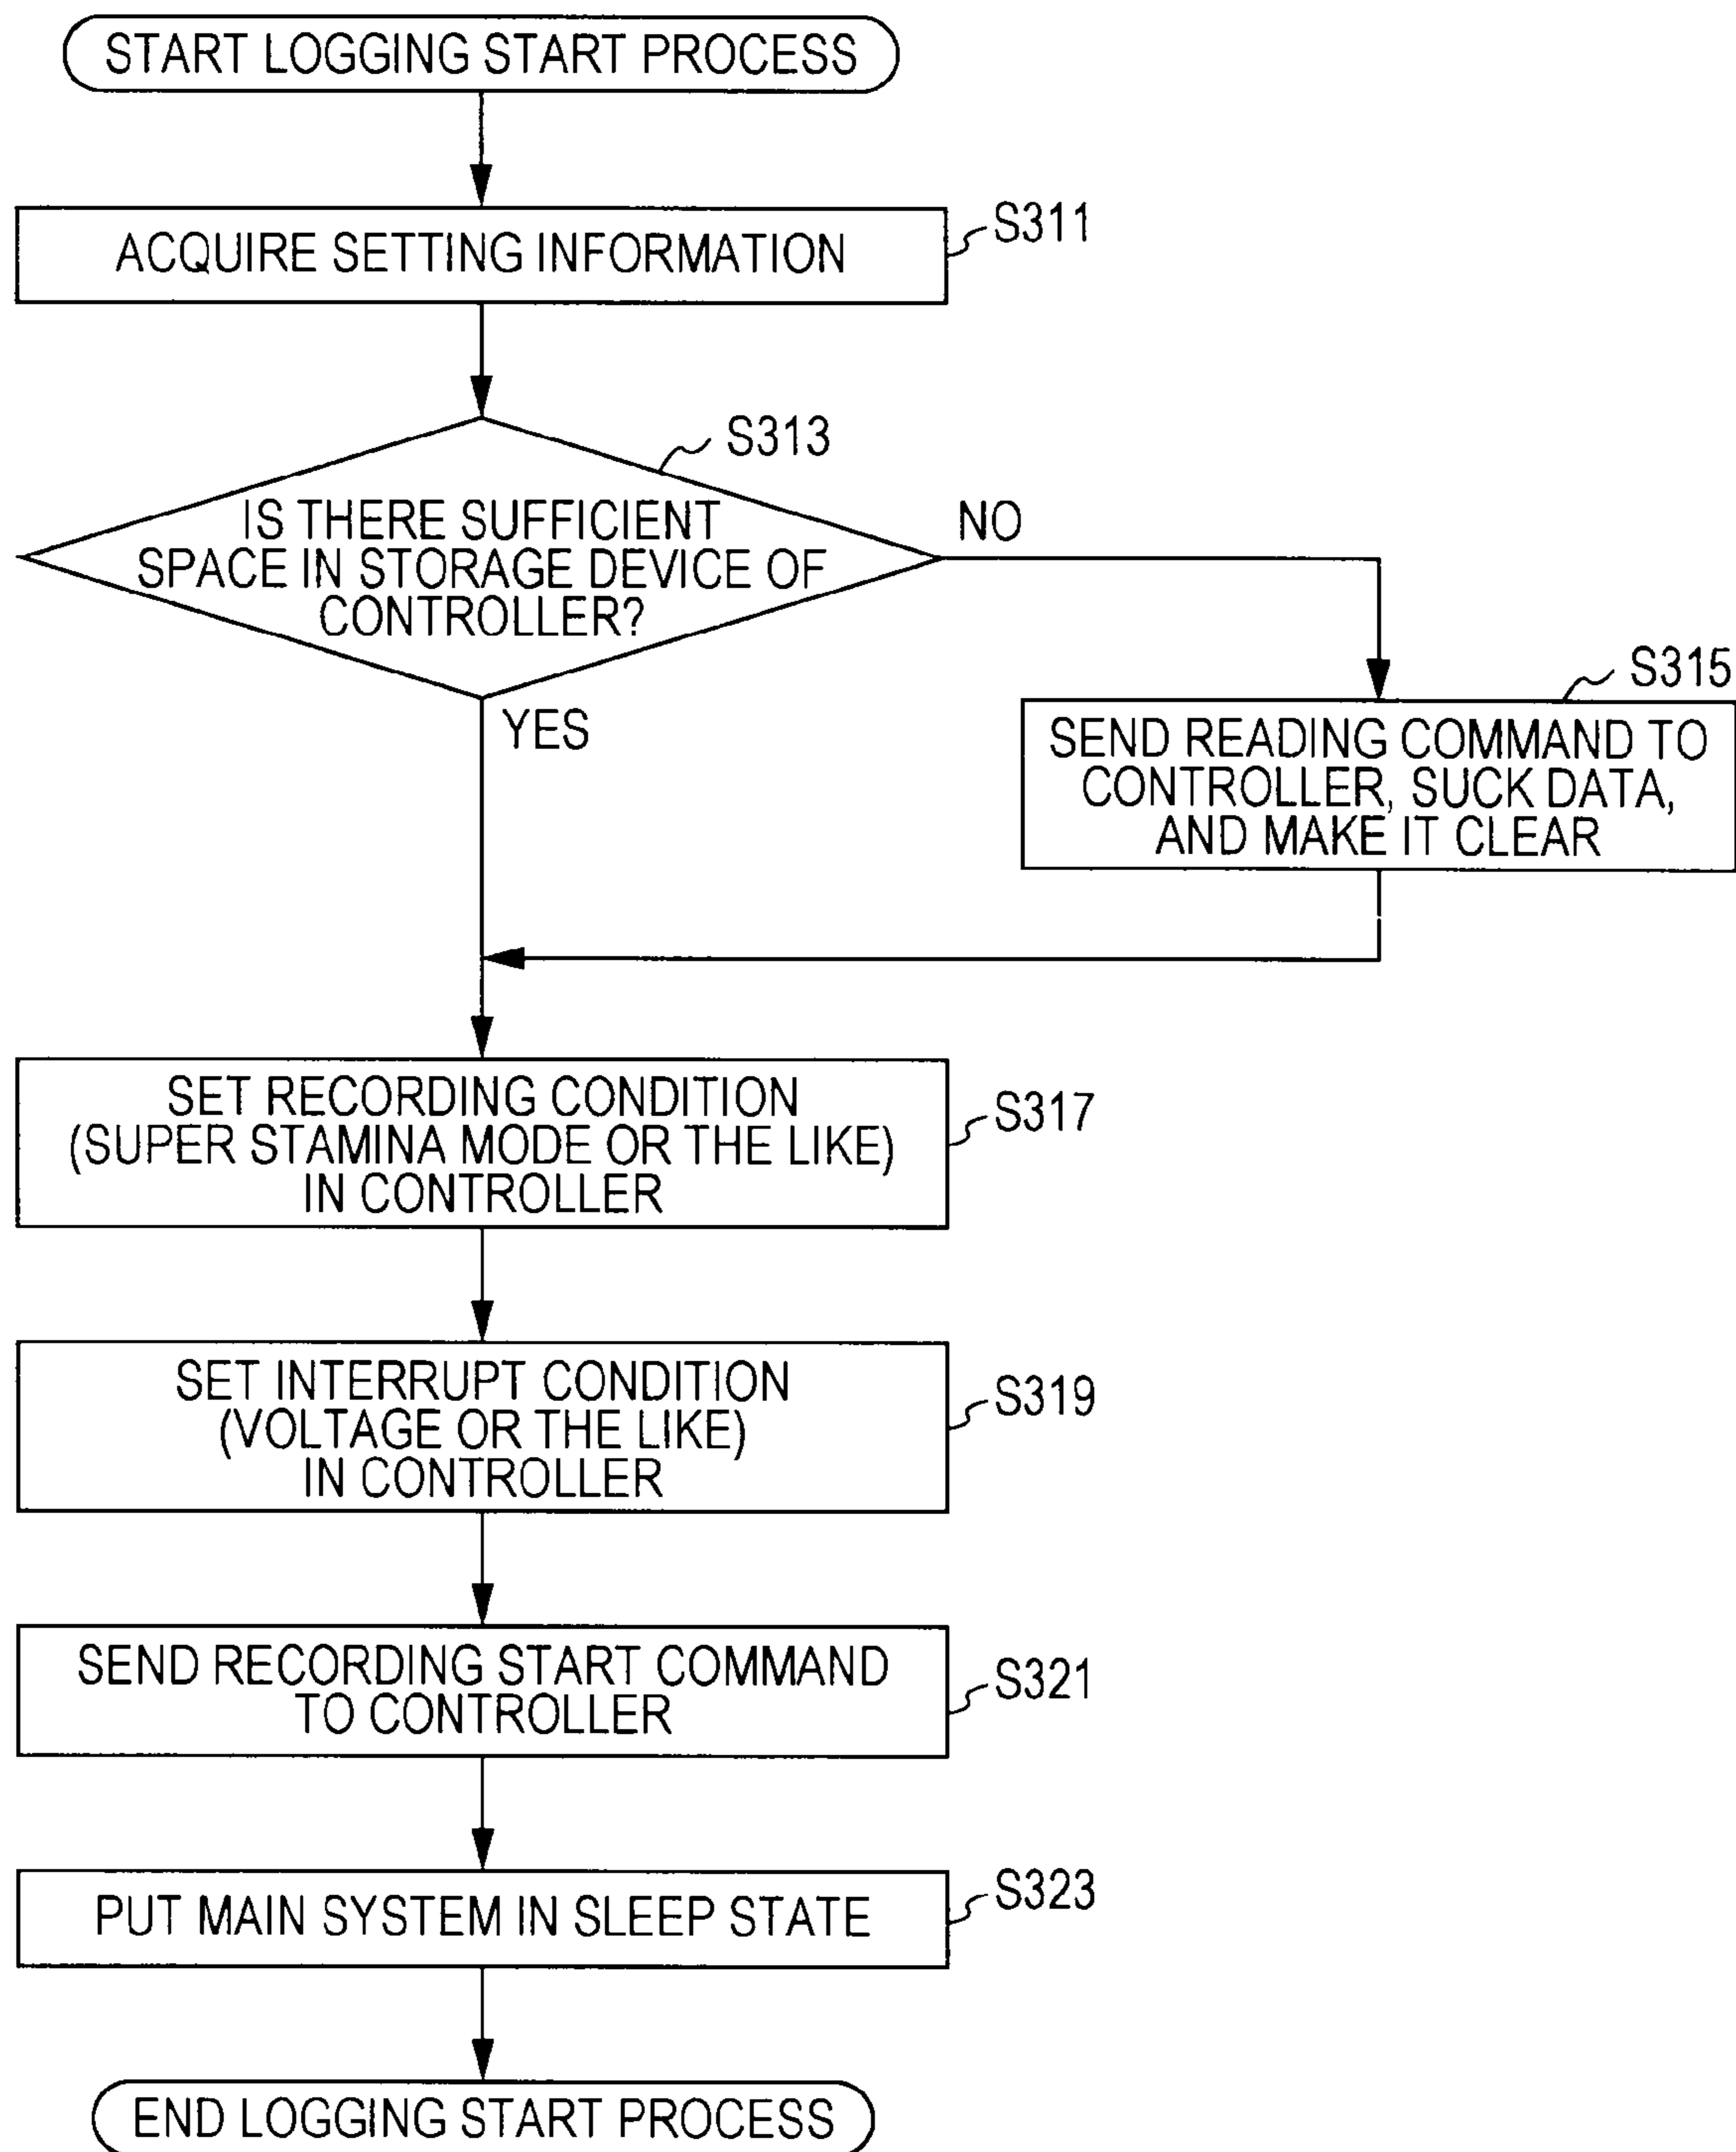 START LOGGING START PROCESS
ACQUIRE SETTING INFORMATION
S311
S313
IS THERE SUFFICIENT
SPACE IN STORAGE DEVICE OF
CONTROLLER?
NO
YES
S315
SEND READING COMMAND TO
CONTROLLER, SUCK DATA,
AND MAKE IT CLEAR
SET RECORDING CONDITION
(SUPER STAMINA MODE OR THE LIKE)
IN CONTROLLER
S317
SET INTERRUPT CONDITION
(VOLTAGE OR THE LIKE)
IN CONTROLLER
S319
SEND RECORDING START COMMAND
TO CONTROLLER
S321
PUT MAIN SYSTEM IN SLEEP STATE
S323
END LOGGING START PROCESS